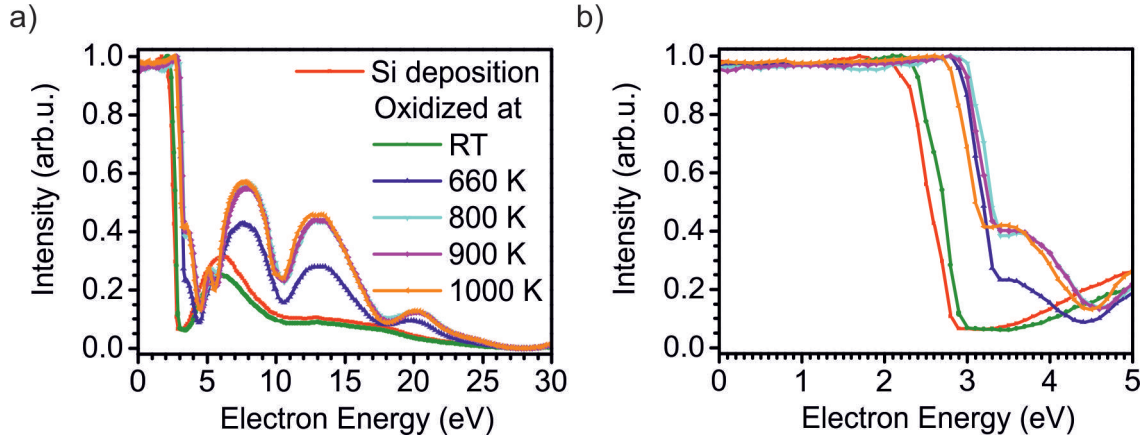 a)
b)
1.0
0.8
0.6
0.4
0.2
0.0
Intensity (arb.u.)
Si deposition
Oxidized at
RT
660 K
800 K
900 K
1000 K
0 5 10 15 20 25 30
Electron Energy (eV)
1.0
0.8
0.6
0.4
0.2
0.0
Intensity (arb.u.)
0 1 2 3 4 5
Electron Energy (eV)